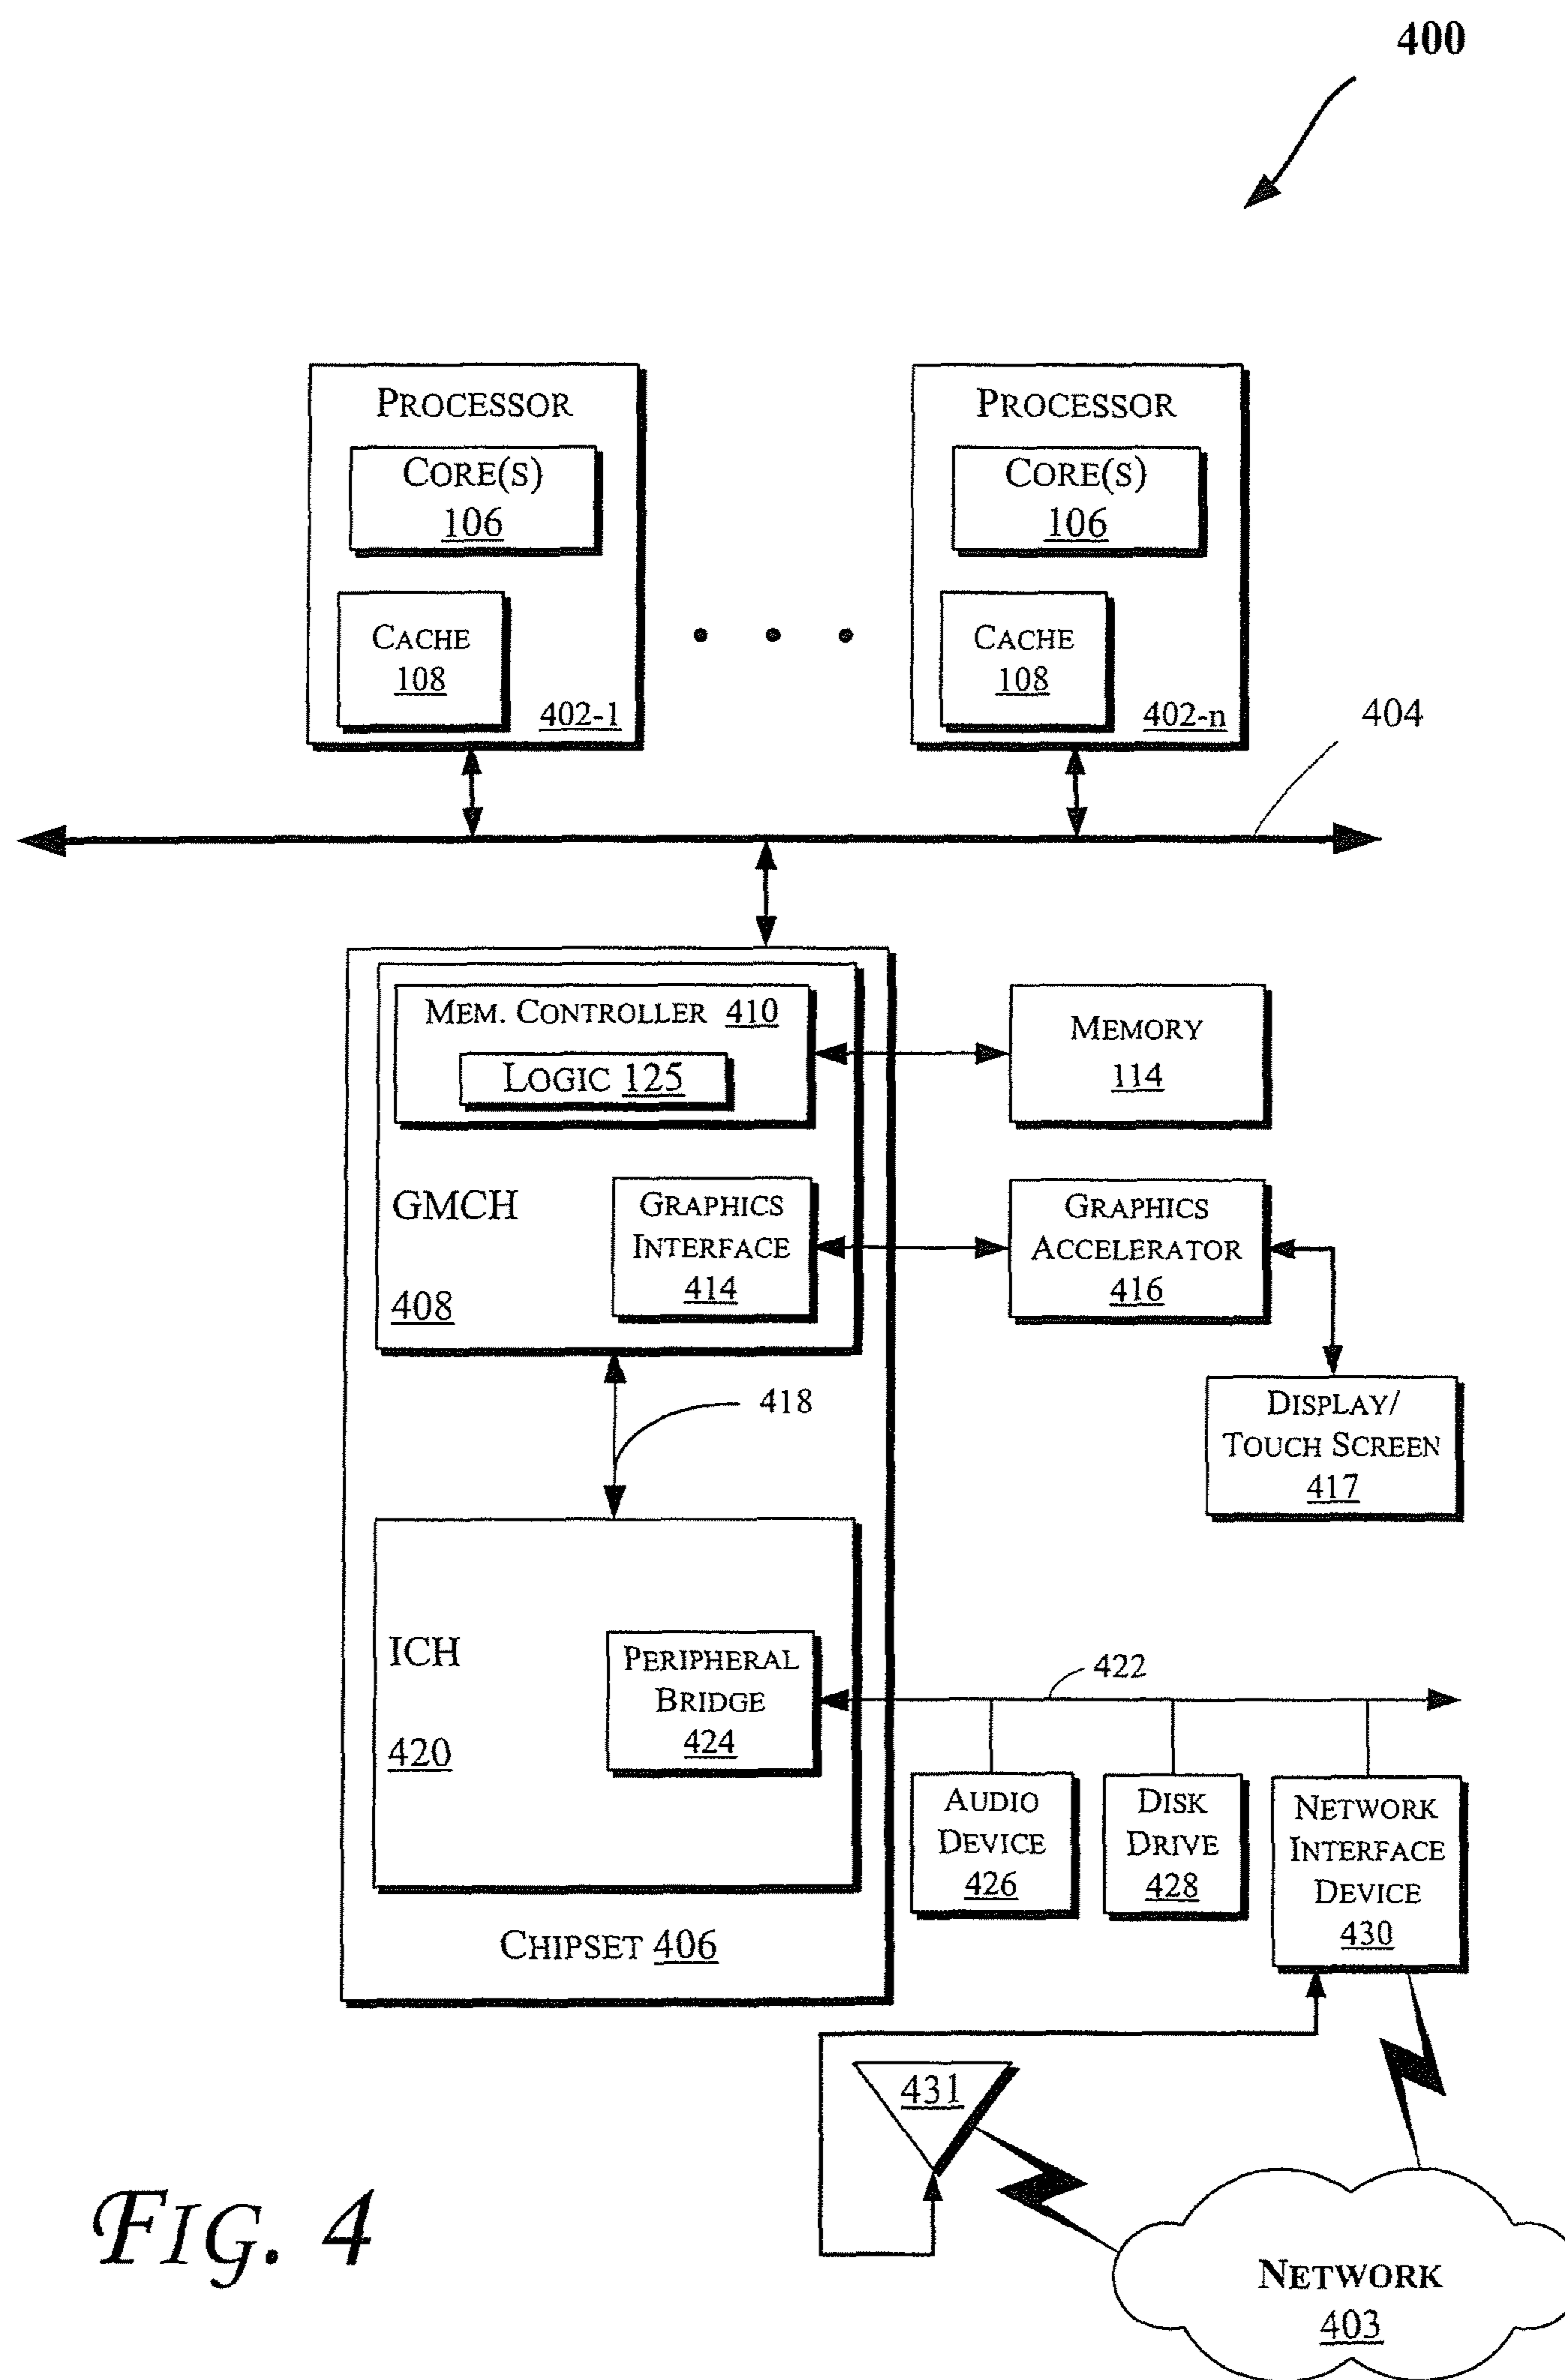 400
PROCESSOR
CORE(S)
106
CACHE
108
402-1
PROCESSOR
CORE(S)
106
CACHE
108
402-n
404
MEM. CONTROLLER 410
LOGIC 125
MEMORY
114
GMCH
408
GRAPHICS
INTERFACE
414
GRAPHICS
ACCELERATOR
416
418
DISPLAY/
TOUCH SCREEN
417
ICH
420
PERIPHERAL
BRIDGE
424
422
AUDIO
DEVICE
426
DISK
DRIVE
428
NETWORK
INTERFACE
DEVICE
430
CHIPSET 406
431
NETWORK
403
FIG. 4